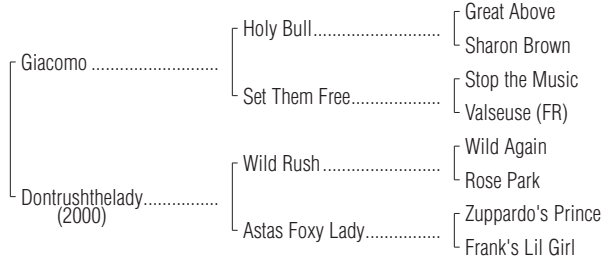 Great Above
Holy Bull
Sharon Brown
Giacomo
Stop the Music
Set Them Free
Valseuse (FR)
Wild Again
Wild Rush
Rose Park
Dontrushthelady
(2000)
Zuppardo's Prince
Astas Foxy Lady
Frank's Lil Girl